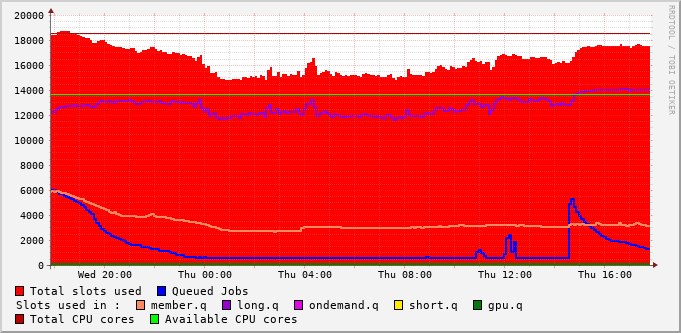 20000
18000
16000
14000
12000
10000
8000
6000
4000
2000
0
Wed 20:00 Thu 00:00 Thu 04:00 Thu 08:00 Thu 12:00 Thu 16:00
RRDTOOL / TOBI OETIKER
Total slots used Queued Jobs
Slots used in : member.q long.q ondemand.q short.q gpu.q
Total CPU cores Available CPU cores